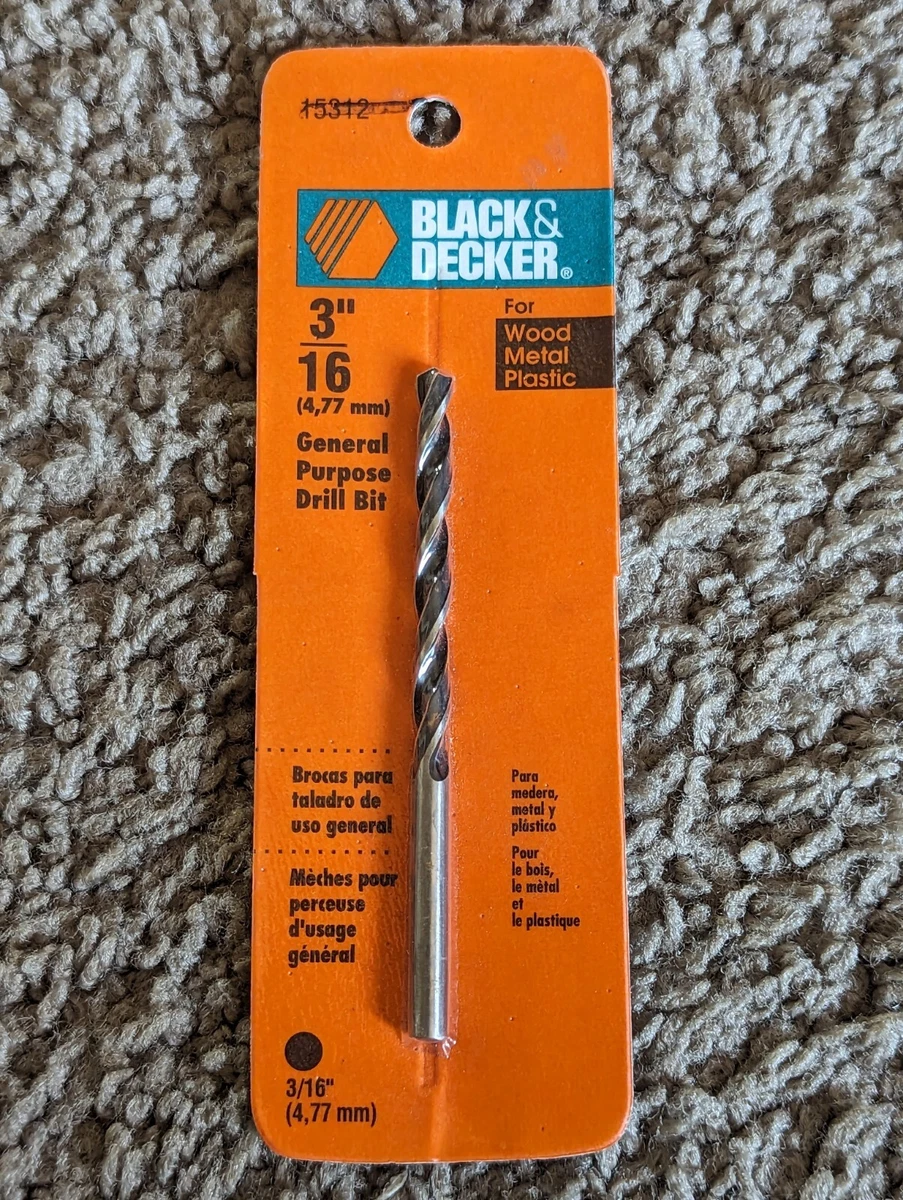 15312
BLACK&
DECKER®
3"
16
(4,77 mm)
General
Purpose
Drill Bit
For
Wood
Metal
Plastic
Brocas para
taladro de
uso general
Mèches pour
perceuse
d'usage
général
Para
medera,
metal y
plástico
Pour
le bois,
le mètal
et
le plastique
3/16"
(4,77 mm)